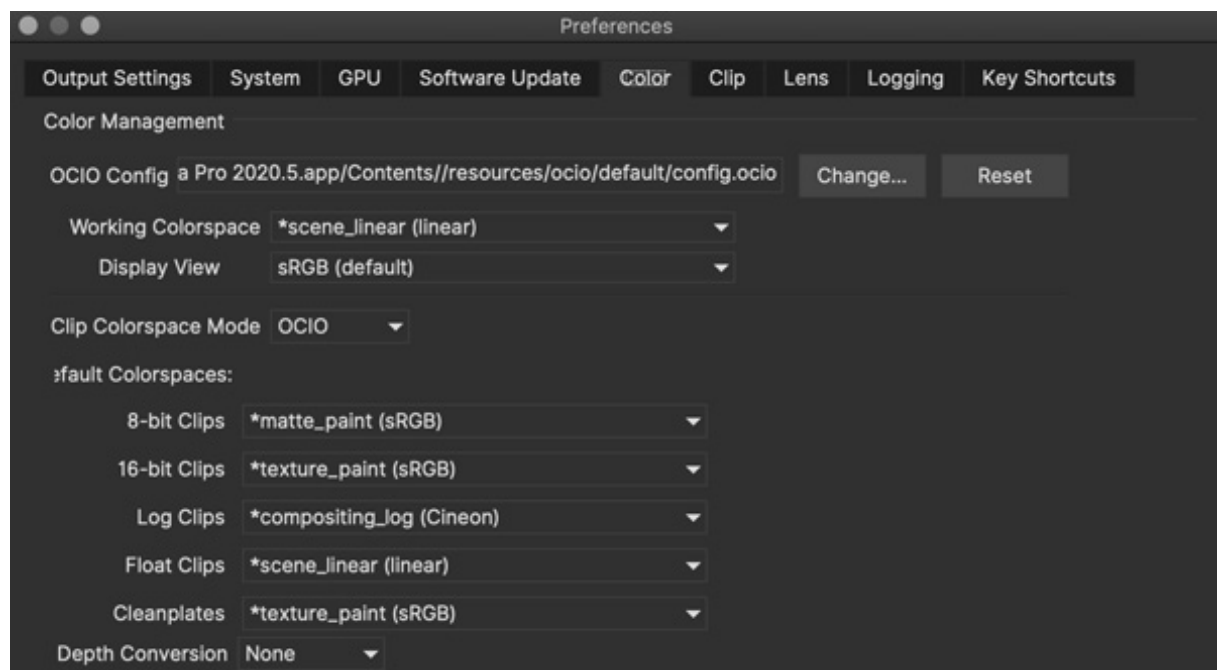 Preferences
Output Settings System GPU Software Update Color Clip Lens Logging Key Shortcuts
Color Management
OCIO Config a Pro 2020.5.app/Contents//resources/ocio/default/config.ocio Change... Reset
Working Colorspace *scene_linear (linear)
Display View sRGB (default)
Clip Colorspace Mode OCIO
efault Colorspaces:
8-bit Clips *matte_paint (sRGB)
16-bit Clips *texture_paint (sRGB)
Log Clips *compositing_log (Cineon)
Float Clips *scene_linear (linear)
Cleanplates *texture_paint (sRGB)
Depth Conversion None